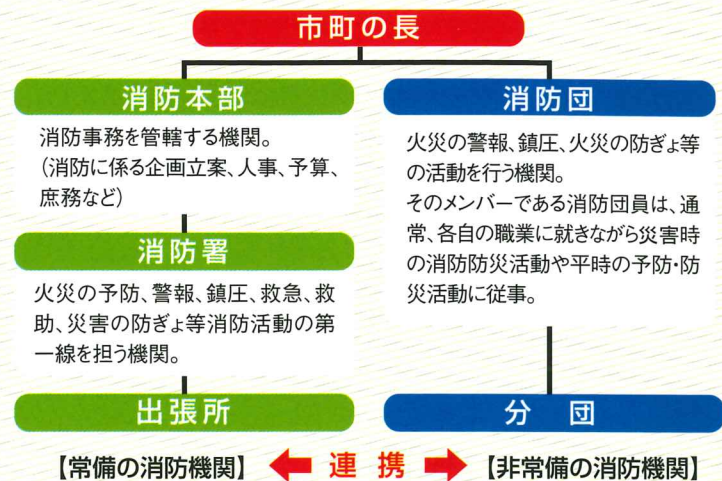 市町の長
消防本部
消防事務を管轄する機関。
(消防に係る企画立案、人事、予算、
庶務など)
消防署
火災の予防、警報、鎮圧、救急、救
助、災害の防ぎょ等消防活動の第
一線を担う機関。
出張所
消防団
火災の警報、鎮圧、火災の防ぎょ等
の活動を行う機関。
そのメンバーである消防団員は、通
常、各自の職業に就きながら災害時
の消防防災活動や平時の予防・防
災活動に従事。
分団
【常備の消防機関】 連携 【非常備の消防機関】